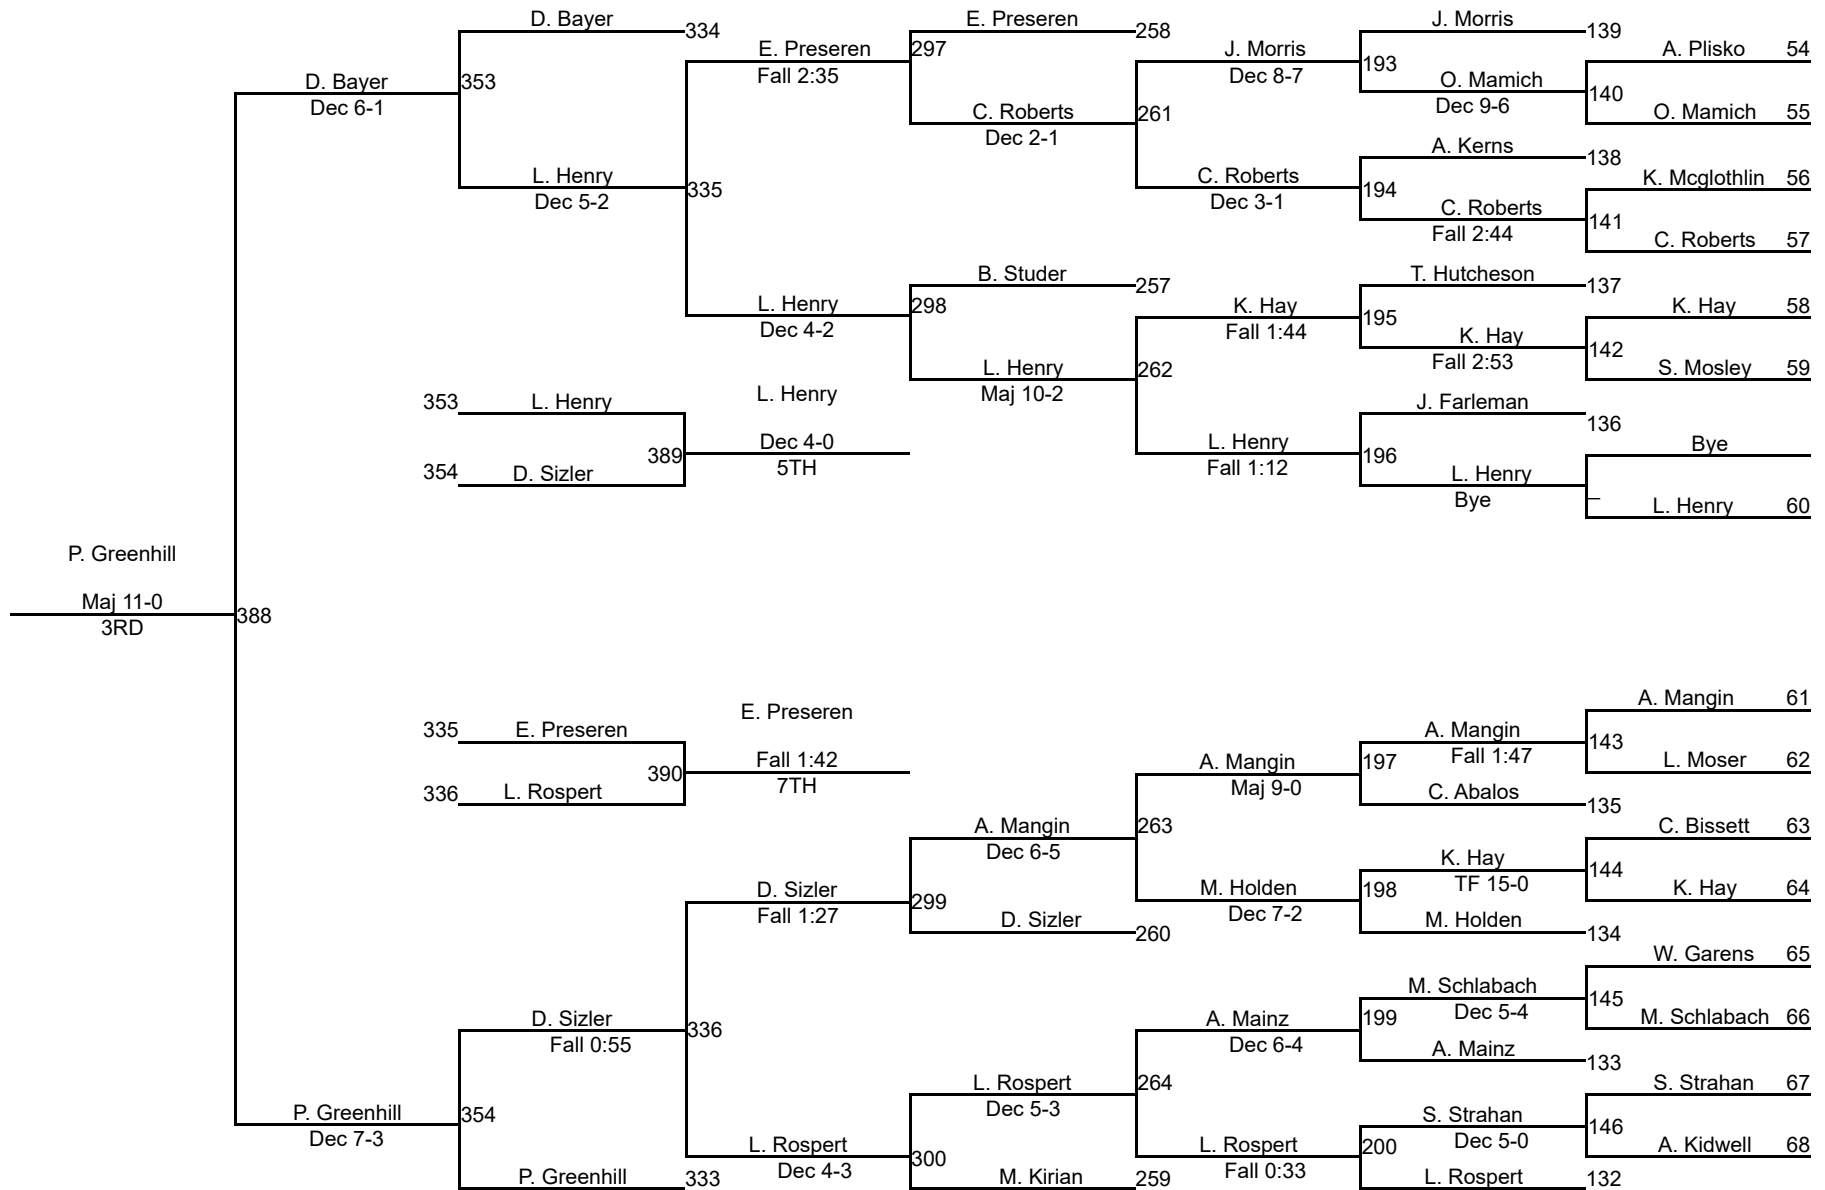 D. Bayer
334
E. Preseren
258
J. Morris
139
E. Preseren
297
J. Morris
A. Plisko 54
Fall 2:35
Dec 8-7
193
D. Bayer
353
O. Mamich
140
Dec 6-1
Dec 9-6
C. Roberts
261
O. Mamich 55
Dec 2-1
A. Kerns
138
L. Henry
335
C. Roberts
194
K. Mcglothlin 56
Dec 5-2
Dec 3-1
C. Roberts
141
Fall 2:44
C. Roberts 57
B. Studer
257
T. Hutcheson
137
L. Henry
298
K. Hay
195
K. Hay 58
Dec 4-2
Fall 1:44
K. Hay
142
Fall 2:53
L. Henry
262
S. Mosley 59
Maj 10-2
L. Henry
353
L. Henry
J. Farleman
136
Dec 4-0
L. Henry
Bye
389
5TH
Fall 1:12
196
354
D. Sizler
L. Henry
Bye
L. Henry 60
P. Greenhill
Maj 11-0
388
3RD
A. Mangin 61
E. Preseren
335
E. Preseren
A. Mangin
143
Fall 1:42
Fall 1:47
390
7TH
A. Mangin
197
L. Moser 62
Maj 9-0
336
L. Rospert
C. Abalos
135
A. Mangin
263
C. Bissett 63
Dec 6-5
K. Hay
144
D. Sizler
299
M. Holden
198
TF 15-0
K. Hay 64
Fall 1:27
Dec 7-2
D. Sizler
260
M. Holden
134
W. Garens 65
M. Schlabach
145
D. Sizler
336
A. Mainz
199
Dec 5-4
M. Schlabach 66
Fall 0:55
Dec 6-4
A. Mainz
133
L. Rospert
264
S. Strahan 67
Dec 5-3
P. Greenhill
354
S. Strahan
146
Dec 7-3
Dec 5-0
L. Rospert
300
L. Rospert
200
A. Kidwell 68
Dec 4-3
Fall 0:33
P. Greenhill
333
M. Kirian
259
L. Rospert
132